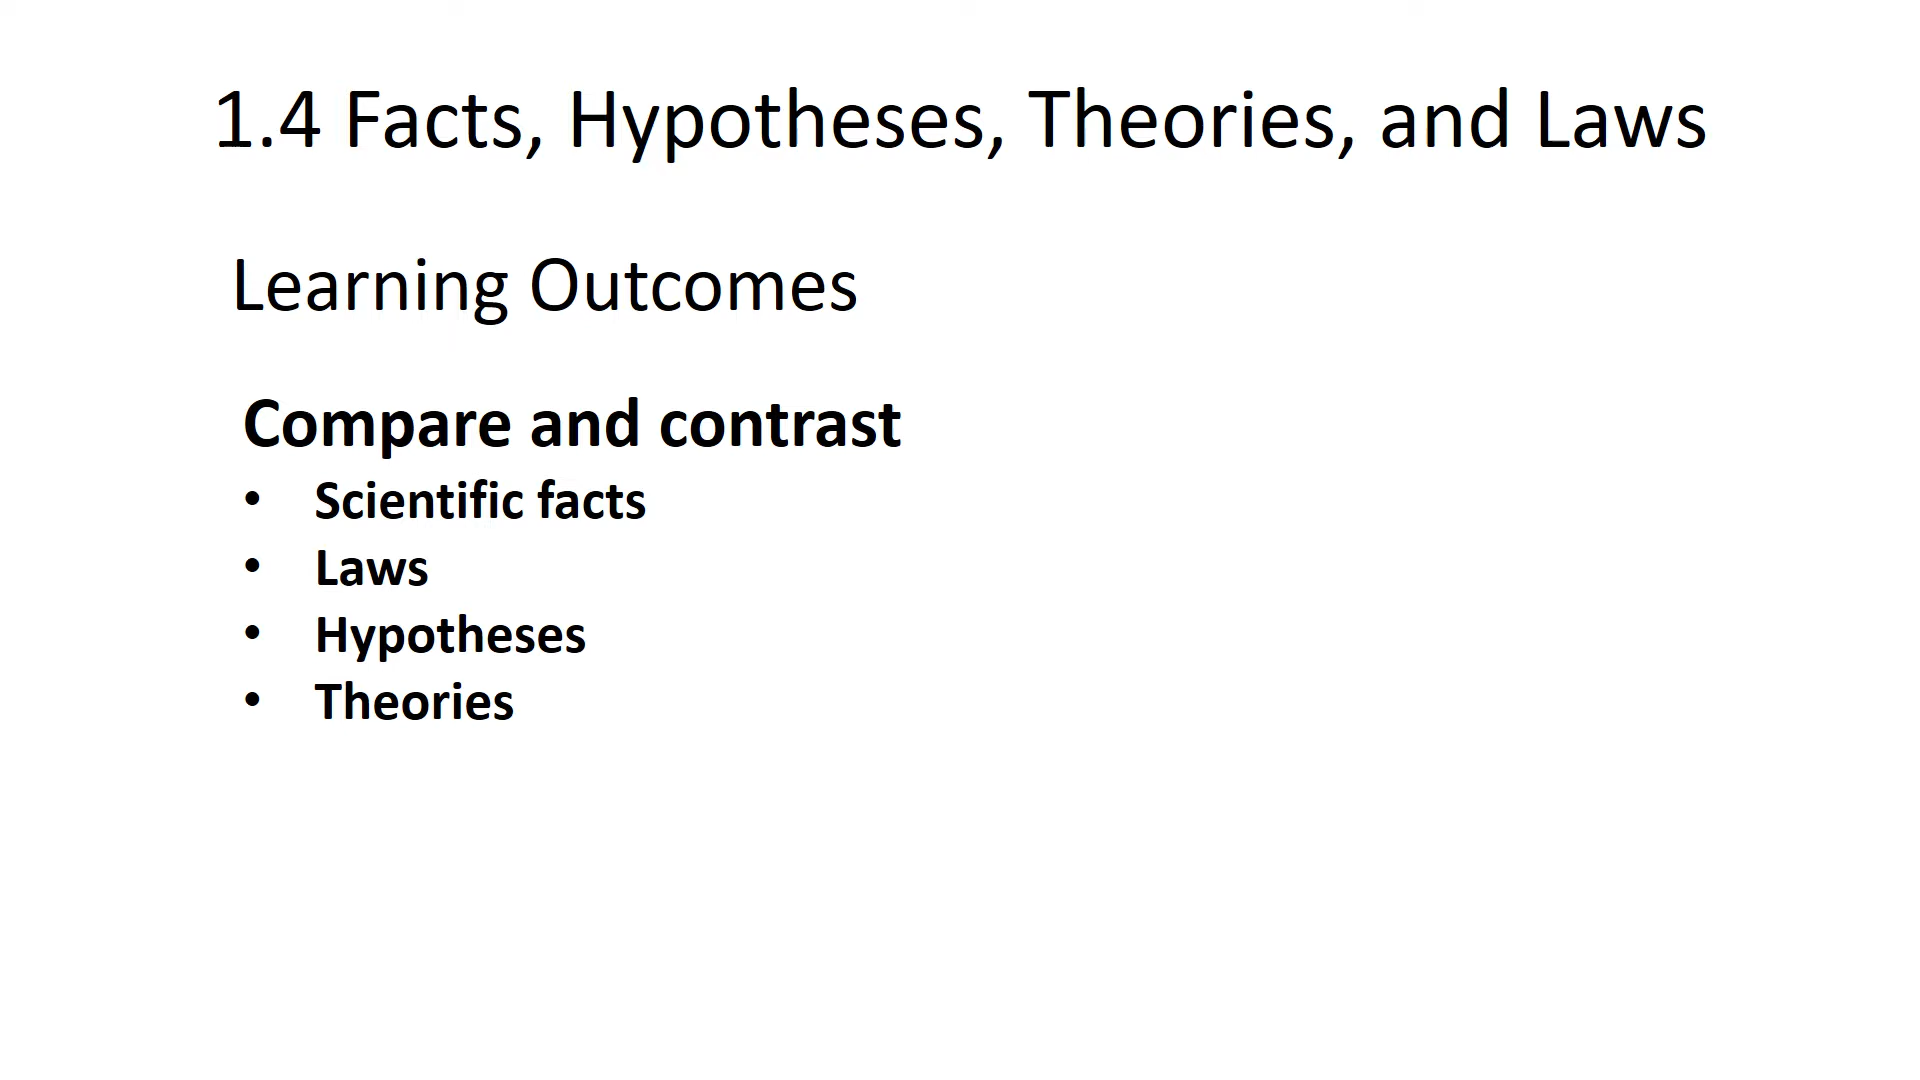 1.4 Facts, Hypotheses, Theories, and Laws
Learning Outcomes
Compare and contrast
• Scientific facts
• Laws
• Hypotheses
• Theories